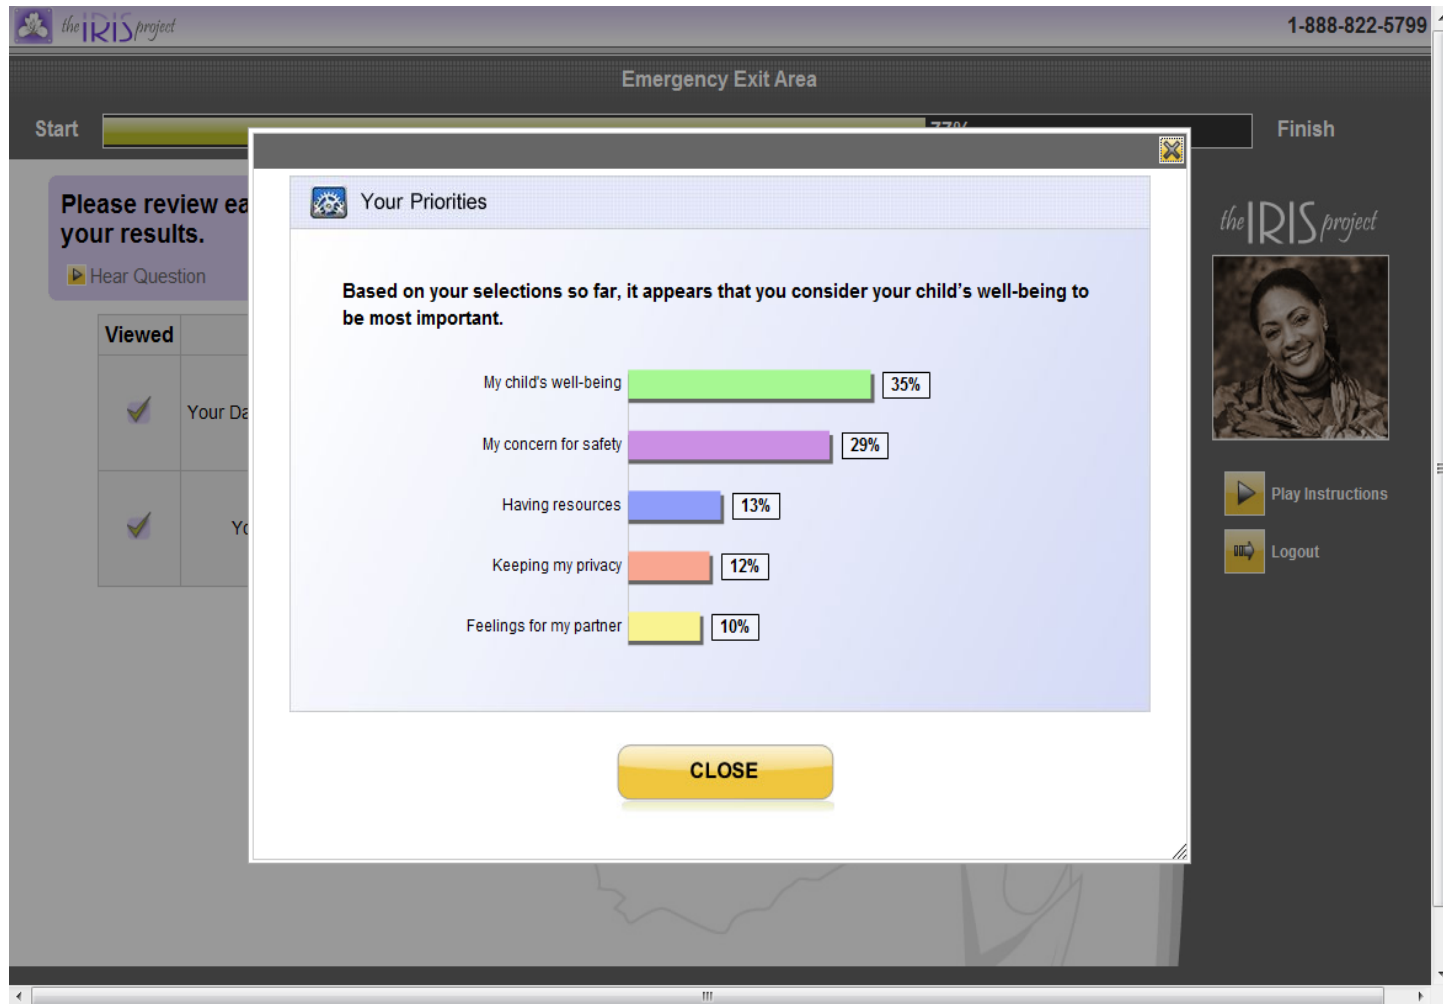 the IRIS project
1-888-822-5799
Emergency Exit Area
Start
Finish
Please review
your results.
Hear Question
Viewed
Your Priorities
Based on your selections so far, it appears that you consider your child's well-being to
be most important.
My child's well-being 35%
My concern for safety 29%
Having resources 13%
Keeping my privacy 12%
Feelings for my partner 10%
CLOSE
Your
the IRIS project
Play Instructions
Logout